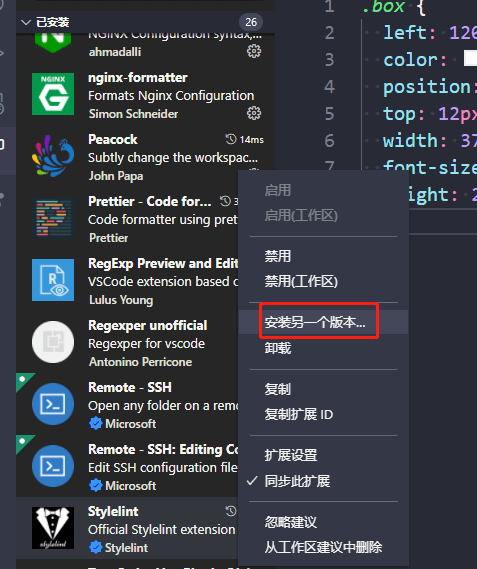 已安装
26
NGINX Configuration syntax,
ahmadalli
NGINX
nginx-formatter
Formats Nginx Configuration
Simon Schneider
Peacock
14ms
Subtly change the workspac...
John Papa
Prettier - Code for...
Code formatter using pret
Prettier
RegExp Preview and Edit
VSCode extension based
Lulus Young
Regexper unofficial
Regexper for vscode
Antonino Perricone
Remote - SSH
Open any folder on a rem
Microsoft
Remote - SSH: Editing Co
Edit SSH configuration file
Microsoft
Stylelint
Official Stylelint extension
Stylelint
stylelint
启用
启用(工作区)
禁用
禁用(工作区)
安装另一个版本...
卸载
复制
复制扩展 ID
扩展设置
同步此扩展
忽略建议
从工作区建议中删除
1 .box {
2 left: 120
3 color:
4 position:
5 top: 12px
6 width: 37
7 font-size
ight: 2